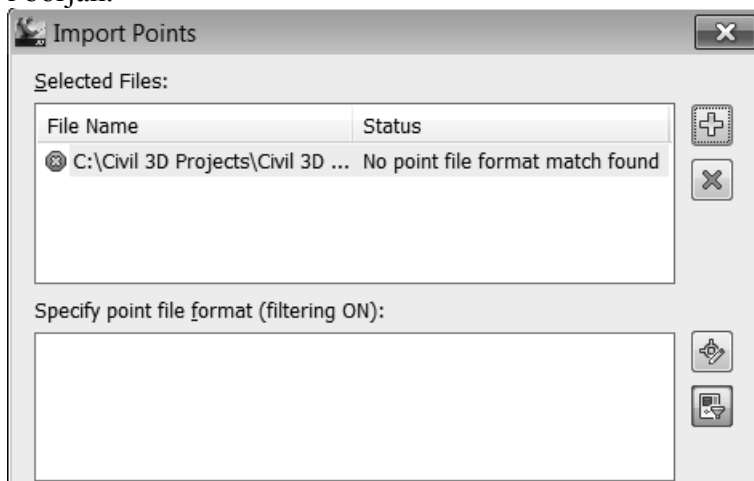 Import Points
Selected Files:
File Name Status
C:\Civil 3D Projects\Civil 3D ... No point file format match found
Specify point file format (filtering ON):